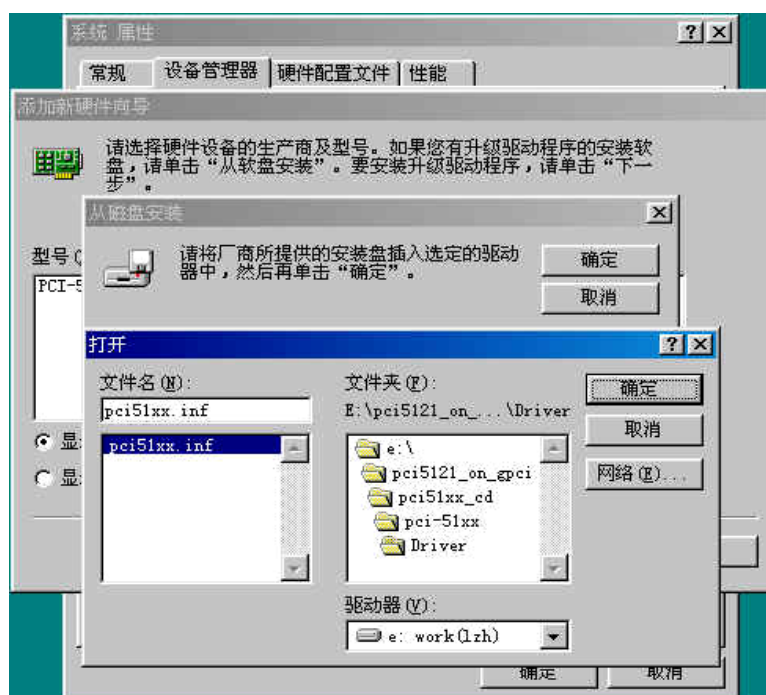 系统 属性
常规
设备管理器
硬件配置文件
性能
添加新硬件向导
请选择硬件设备的生产商及型号。如果您有升级驱动程序的安装软
盘，请单击“从软盘安装”。要安装升级驱动程序，请单击“下一
步”。
从磁盘安装
请将厂商所提供的安装盘插入选定的驱动
器中，然后再单击“确定”。
确定
取消
型号(
PCI-5
显
显
打开
文件名(N):
pci51xx.inf
pci51xx.inf
文件夹(F):
E:\pci5121_on_...\Driver
e:\
pci5121_on_gpci
pci51xx_cd
pci-51xx
Driver
确定
取消
网络(E)...
驱动器(V):
e: work(lzh)
确定
取消